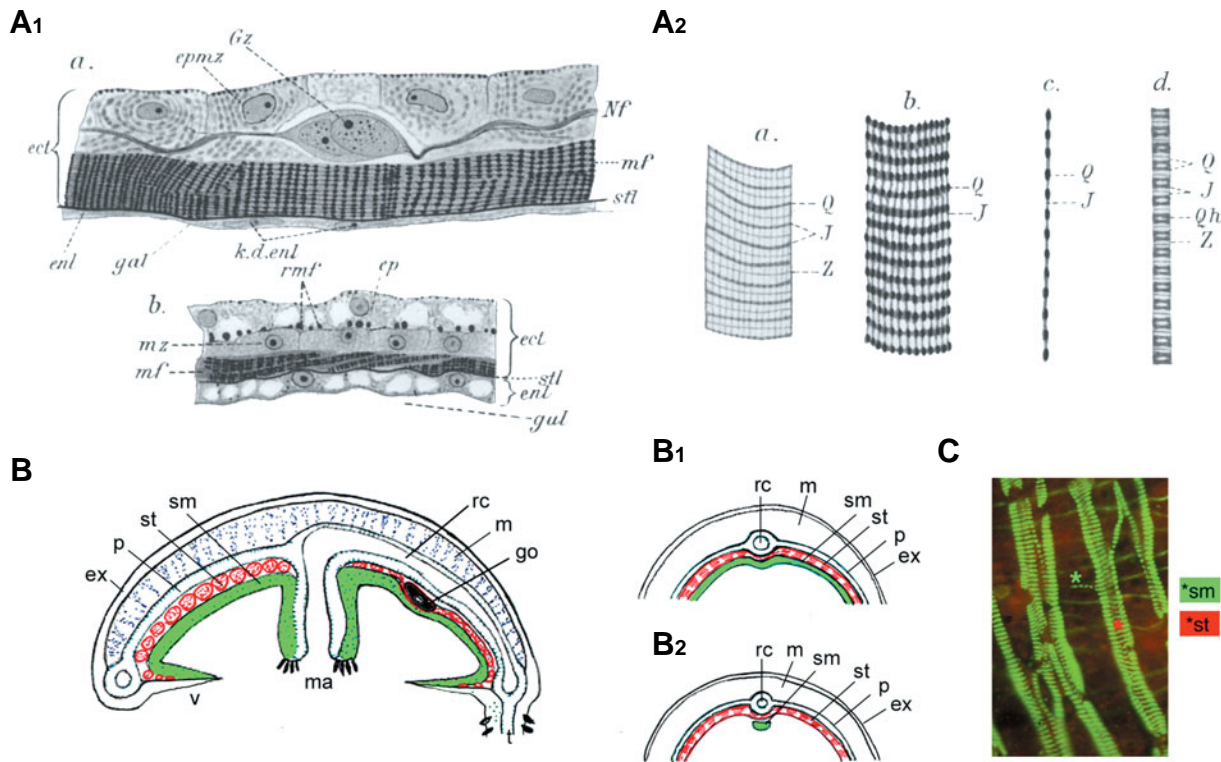 A1
a.
Gz
epmz
Nf
ect
mf
stl
enl
gal
k.d.enl
rmf
ep
b.
mz
ect
mf
stl
enl
gul
A2
a.
Q
J
Z
b.
Q
J
c.
Q
J
d.
Q
J
Qh
Z
B
sm
st
p
ex
rc
m
go
v
ma
t
B1
rc
m
sm
st
p
ex
B2
rc
m
sm
st
p
ex
C
*
*
*sm
*st